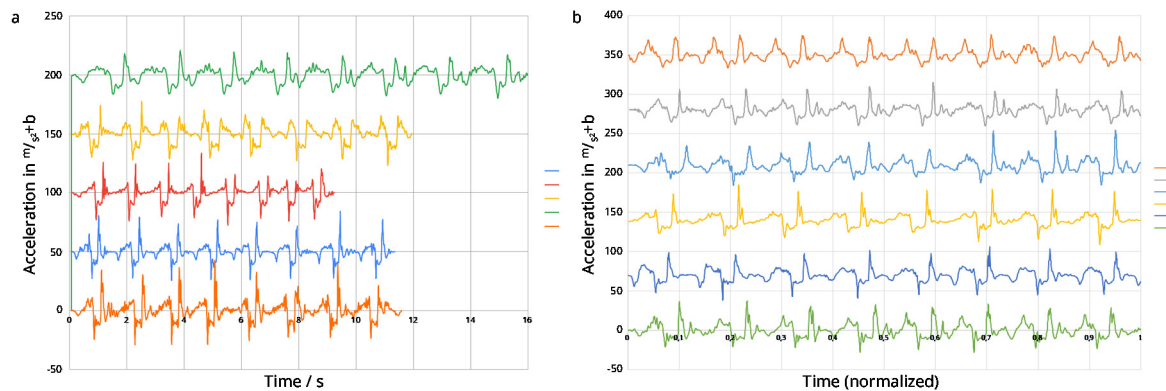 a
250
200
150
100
50
0
-50
0 2 4 6 8 10 12 14 16
Acceleration in m/s²+b
Time / s
b
400
350
300
250
200
150
100
50
0
-50
0 0,1 0,2 0,3 0,4 0,5 0,6 0,7 0,8 0,9 1
Acceleration in m/s²+b
Time (normalized)